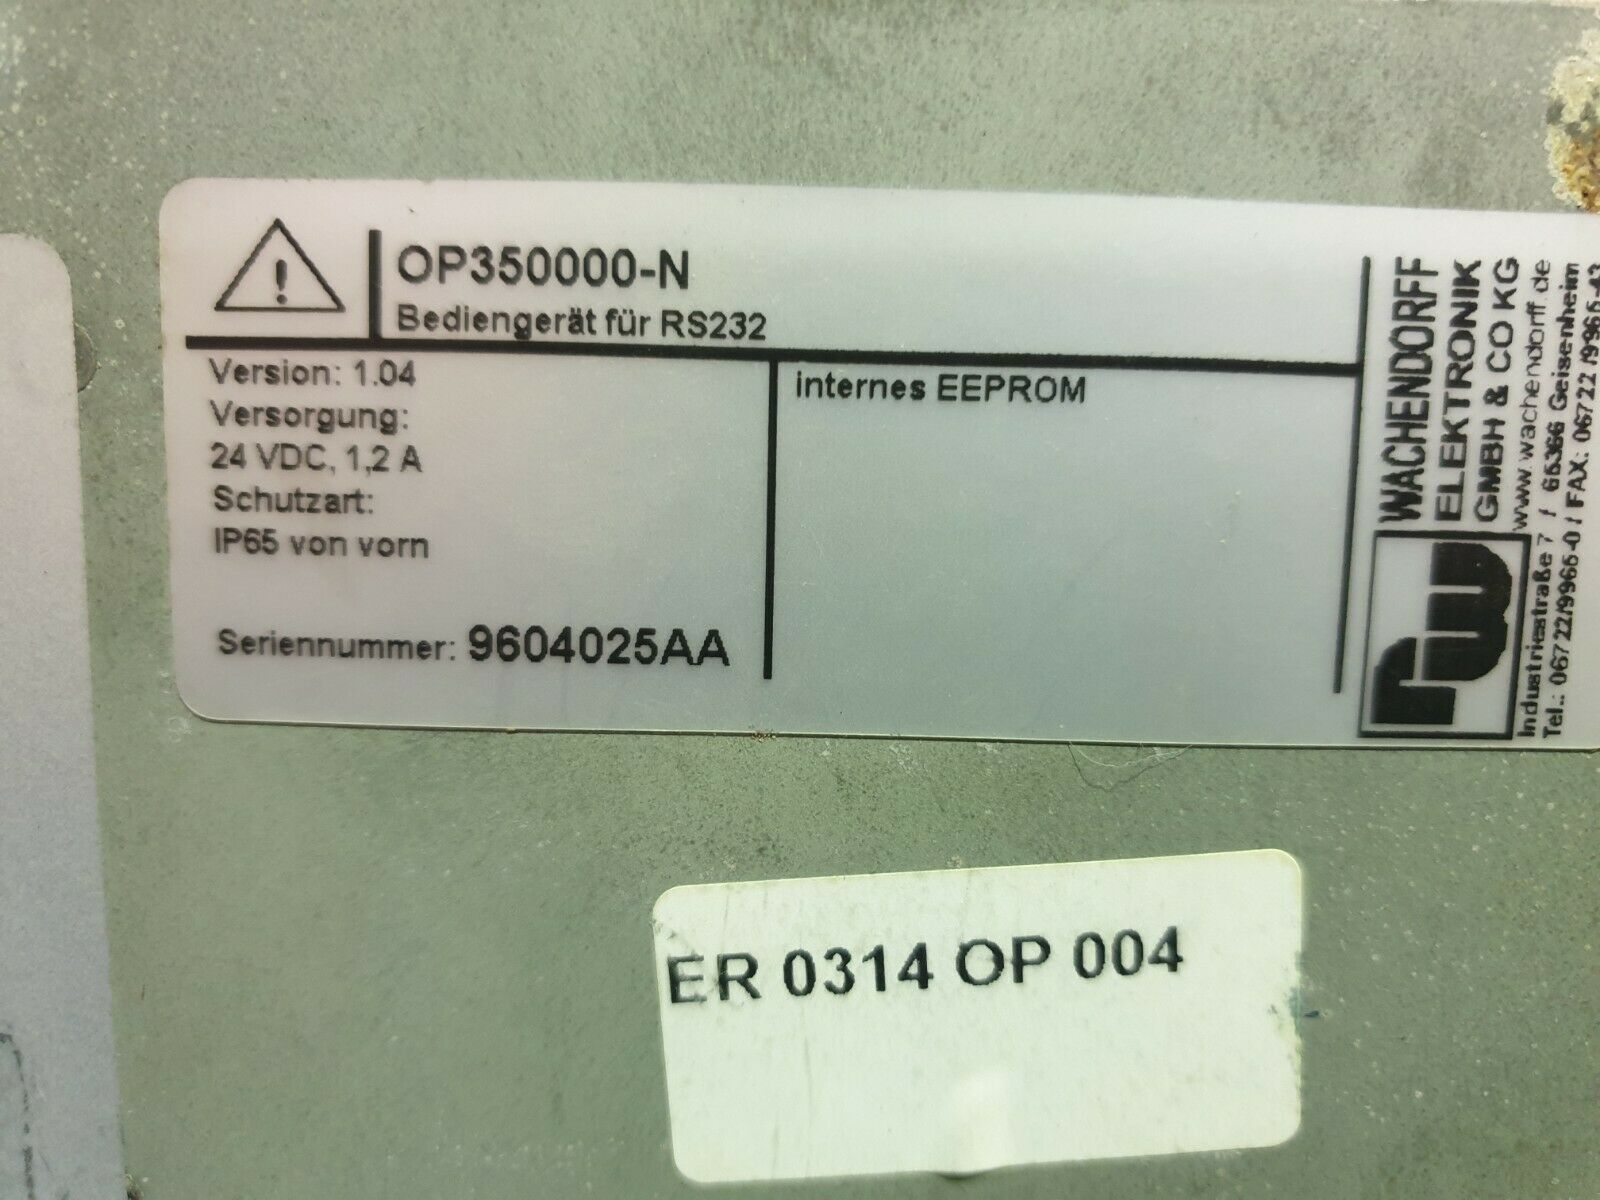 OP350000-N
Bediengerät für RS232
Version: 1.04
Versorgung:
24 VDC, 1,2 A
Schutzart:
IP65 von vorn
Seriennummer: 9604025AA
internes EEPROM
WACHENDORFF
ELEKTRONIK
GMBH & CO KG
www.wachendorff.de
Industriestraße 7 / 65366 Geisenheim
Tel.: 06722/9965-0 / FAX: 06722 /9965-
ER 0314 OP 004